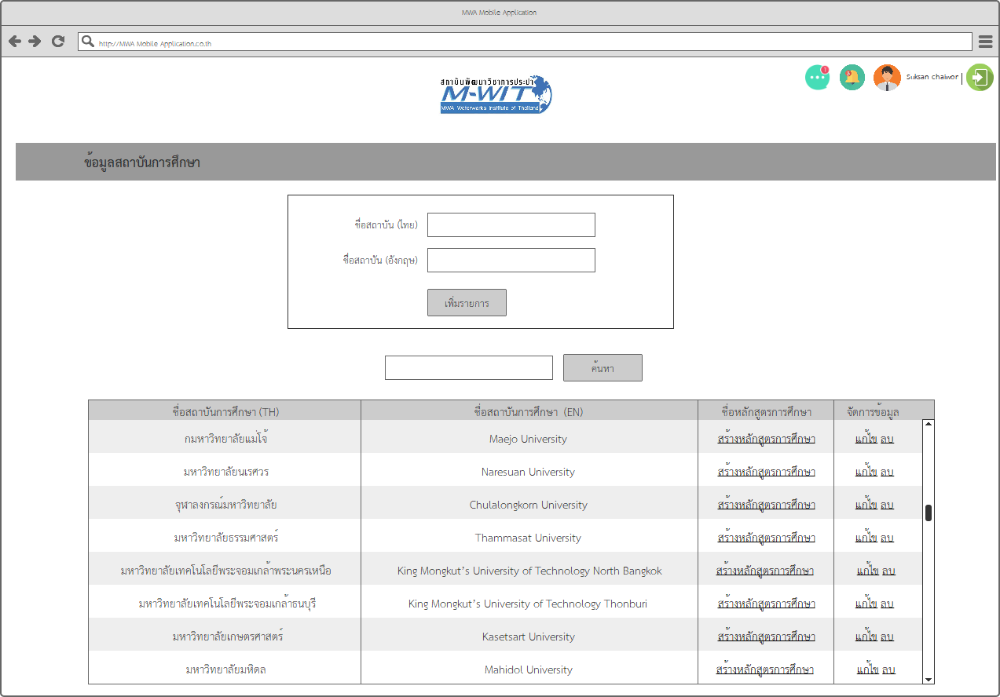 MWA Mobile Application
http://MWA Mobile Application.co.th
1
3
Suksan chaiwor |
สถาบันพัฒนาวิชาการประปา
M-WIT
MWA Waterworks Institute of Thailand
ข้อมูลสถาบันการศึกษา
ชื่อสถาบัน (ไทย)
ชื่อสถาบัน (อังกฤษ)
เพิ่มรายการ
ค้นหา
ชื่อสถาบันการศึกษา (TH) ชื่อสถาบันการศึกษา (EN) ชื่อหลักสูตรการศึกษา จัดการข้อมูล
กมหาวิทยาลัยแม่โจ้ Maejo University สร้างหลักสูตรการศึกษา แก้ไข ลบ
มหาวิทยาลัยนเรศวร Naresuan University สร้างหลักสูตรการศึกษา แก้ไข ลบ
จุฬาลงกรณ์มหาวิทยาลัย Chulalongkorn University สร้างหลักสูตรการศึกษา แก้ไข ลบ
มหาวิทยาลัยธรรมศาสตร์ Thammasat University สร้างหลักสูตรการศึกษา แก้ไข ลบ
มหาวิทยาลัยเทคโนโลยีพระจอมเกล้าพระนครเหนือ King Mongkut's University of Technology North Bangkok สร้างหลักสูตรการศึกษา แก้ไข ลบ
มหาวิทยาลัยเทคโนโลยีพระจอมเกล้าธนบุรี King Mongkut's University of Technology Thonburi สร้างหลักสูตรการศึกษา แก้ไข ลบ
มหาวิทยาลัยเกษตรศาสตร์ Kasetsart University สร้างหลักสูตรการศึกษา แก้ไข ลบ
มหาวิทยาลัยมหิดล Mahidol University สร้างหลักสูตรการศึกษา แก้ไข ลบ